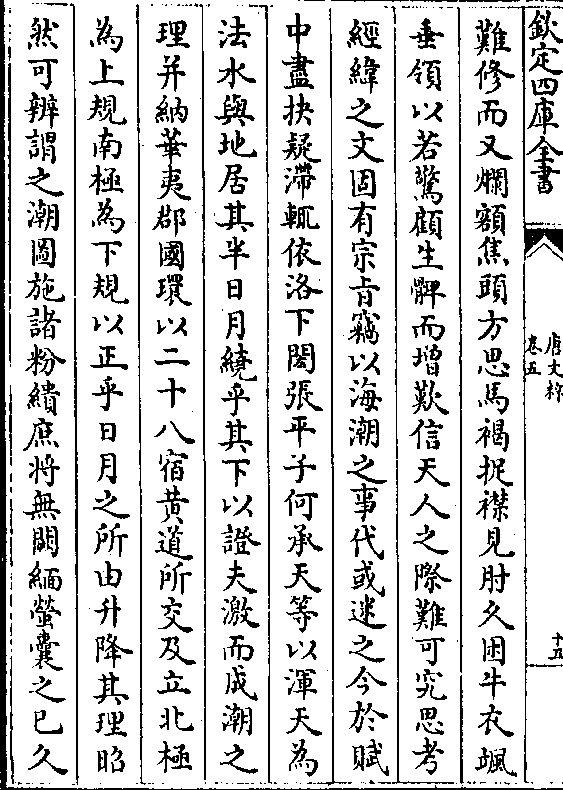 欽定四庫全書
唐文粹
卷五
十五
難修而又爛額焦頭方思馬褐捉襟見肘久困牛衣颯
垂領以若驚顧生髀而增歎信天人之際難可究思考
經緯之文固有宗旨竊以海潮之事代或迷之今於賦
中盡抉疑滯輒依洛下閎張平子何承天等以渾天為
法水與地居其半日月繞乎其下以證夫激而成潮之
理并納華夷郡國環以二十八宿黄道所交及立北極
為上規南極為下規以正乎日月之所由升降其理昭
然可辨謂之潮圖施諸粉繢庶將無闕緬螢囊之已久